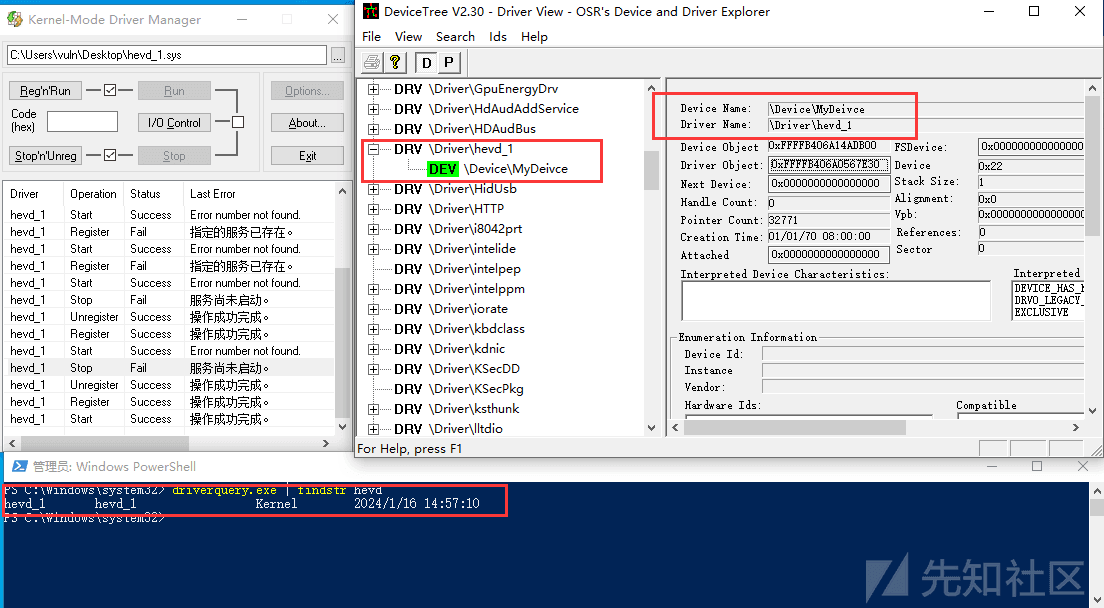 Kernel-Mode Driver Manager
C:\Users\vuln\Desktop\hevd_1.sys
...
Reg'n'Run
Run
Options...
Code
(hex)
I/O Control
About...
Stop'n'Unreg
Stop
Exit
Driver Operation Status Last Error
hevd_1 Start Success Error number not found.
hevd_1 Register Fail 指定的服务已存在。
hevd_1 Start Success Error number not found.
hevd_1 Register Fail 指定的服务已存在。
hevd_1 Start Success Error number not found.
hevd_1 Stop Fail 服务尚未启动。
hevd_1 Unregister Success 操作成功完成。
hevd_1 Register Success 操作成功完成。
hevd_1 Start Success Error number not found.
hevd_1 Stop Fail 服务尚未启动。
hevd_1 Unregister Success 操作成功完成。
hevd_1 Register Success 操作成功完成。
hevd_1 Start Success 操作成功完成。
DeviceTree V2.30 - Driver View - OSR's Device and Driver Explorer
File View Search Ids Help
? D P
DRV \Driver\GpuEnergyDrv
DRV \Driver\HdAudAddService
DRV \Driver\HDAudBus
DRV \Driver\hevd_1
DEV \Device\MyDeivce
DRV \Driver\HidUsb
DRV \Driver\HTTP
DRV \Driver\i8042prt
DRV \Driver\intelide
DRV \Driver\intelpep
DRV \Driver\intelppm
DRV \Driver\iorate
DRV \Driver\kbdclass
DRV \Driver\kdnic
DRV \Driver\KSecDD
DRV \Driver\KSecPkg
DRV \Driver\ksthunk
DRV \Driver\lltdio
Device Name: \Device\MyDeivce
Driver Name: \Driver\hevd_1
Device Object 0xFFFFB406A14ADB00 FSDevice: 0x000000000000000
Driver Object: 0xFFFFB406A0567E30 Device 0x22
Next Device: 0x0000000000000000 Stack Size: 1
Handle Count: 0 Alignment: 0x0
Pointer Count: 32771 Vpb: 0x000000000000000
Creation Time: 01/01/70 08:00:00 References: 0
Attached 0x0000000000000000 Sector 0
Interpreted Device Characteristics: Interpreted
DEVICE_HAS_
DRVO_LEGACY_
EXCLUSIVE
Enumeration Information
Device Id:
Instance
Vendor:
Hardware Ids: Compatible
For Help, press F1
管理员: Windows PowerShell
PS C:\Windows\system32> driverquery.exe | findstr hevd
hevd_1 hevd_1 Kernel 2024/1/16 14:57:10
PS C:\Windows\system32>
先知社区